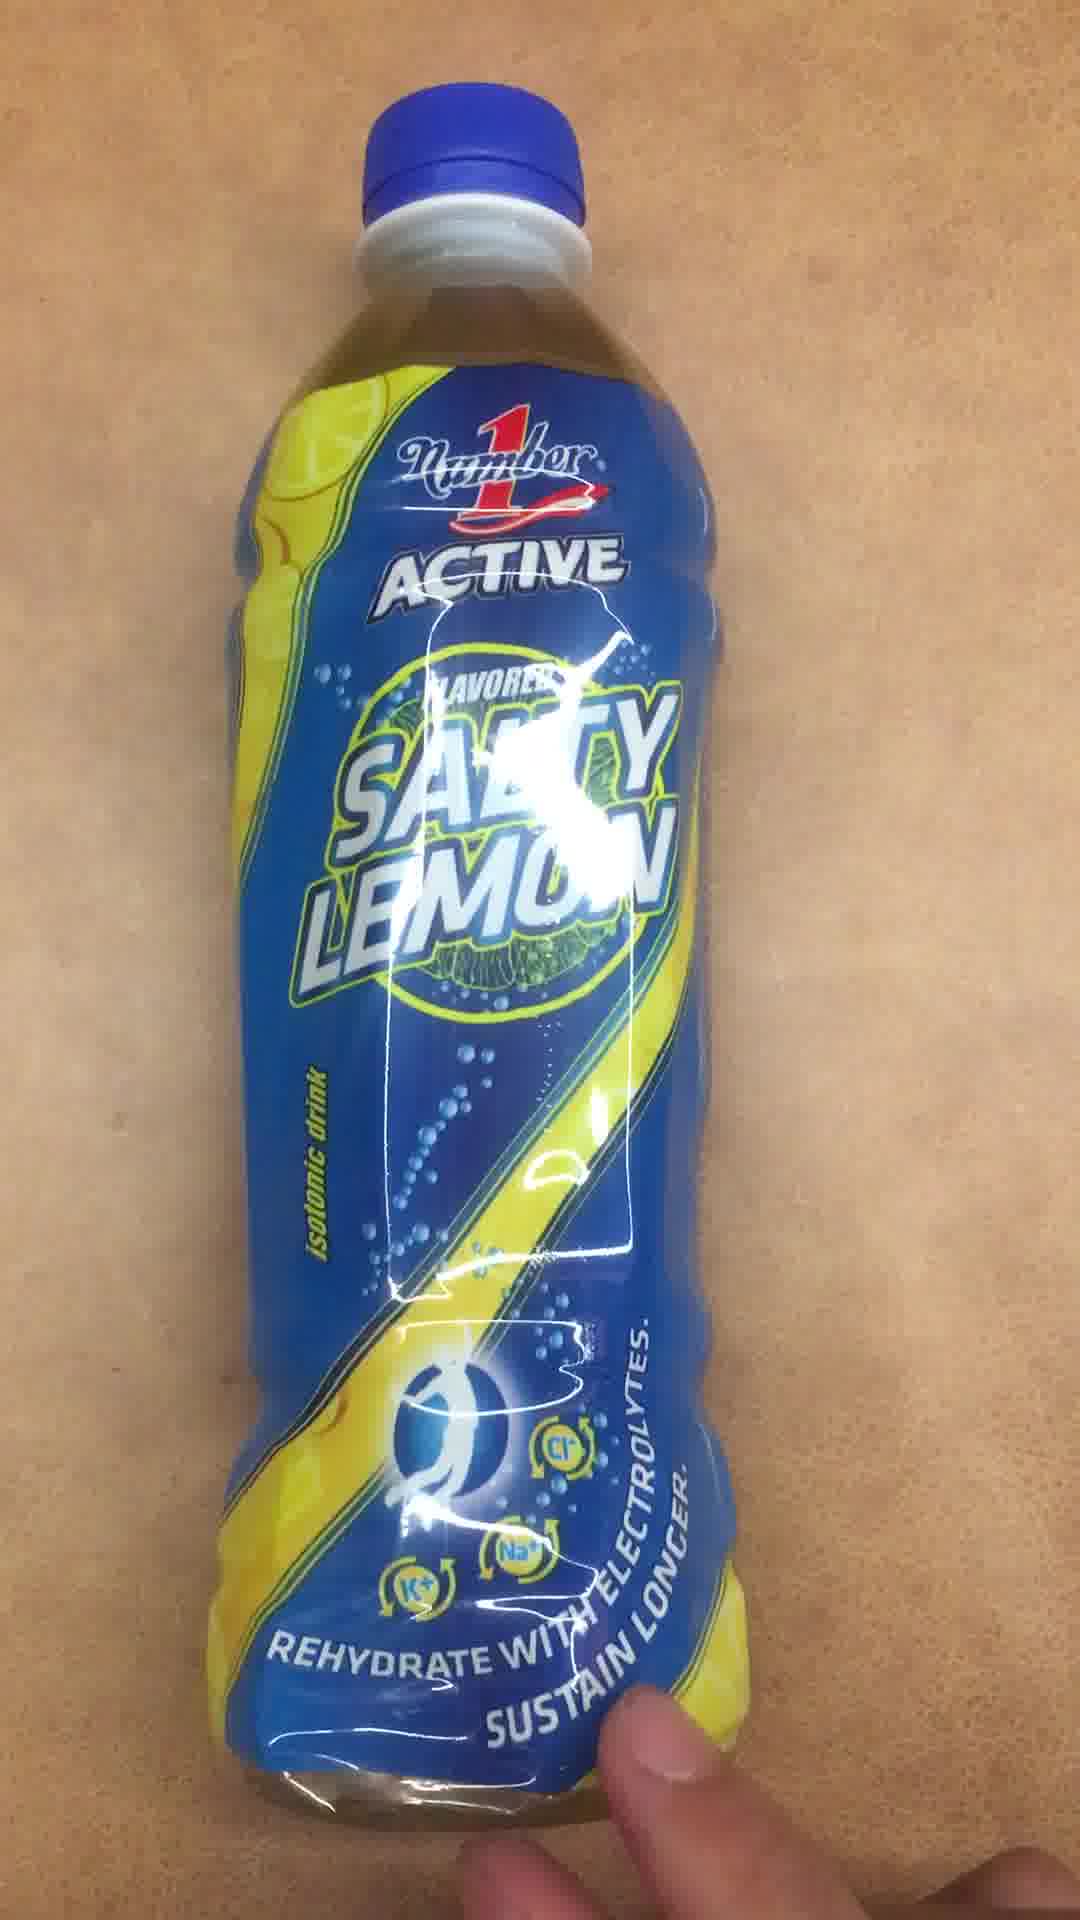 Number 1
ACTIVE
FLAVORED
SALTY
LEMON
isotonic drink
Cl-
Na+
K+
REHYDRATE WITH ELECTROLYTES.
SUSTAIN LONGER.